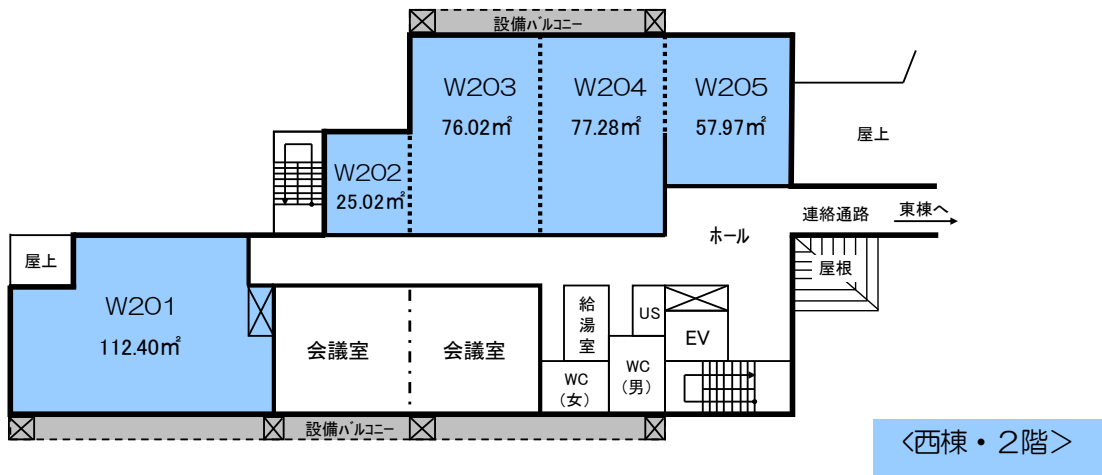 設備バルコニー
W203
76.02㎡
W204
77.28㎡
W205
57.97㎡
屋上
W202
25.02㎡
連絡通路
東棟へ
ホール
屋上
屋根
W201
112.40㎡
会議室
会議室
給湯室
US
EV
WC
(女)
WC
(男)
設備バルコニー
<西棟・2階>